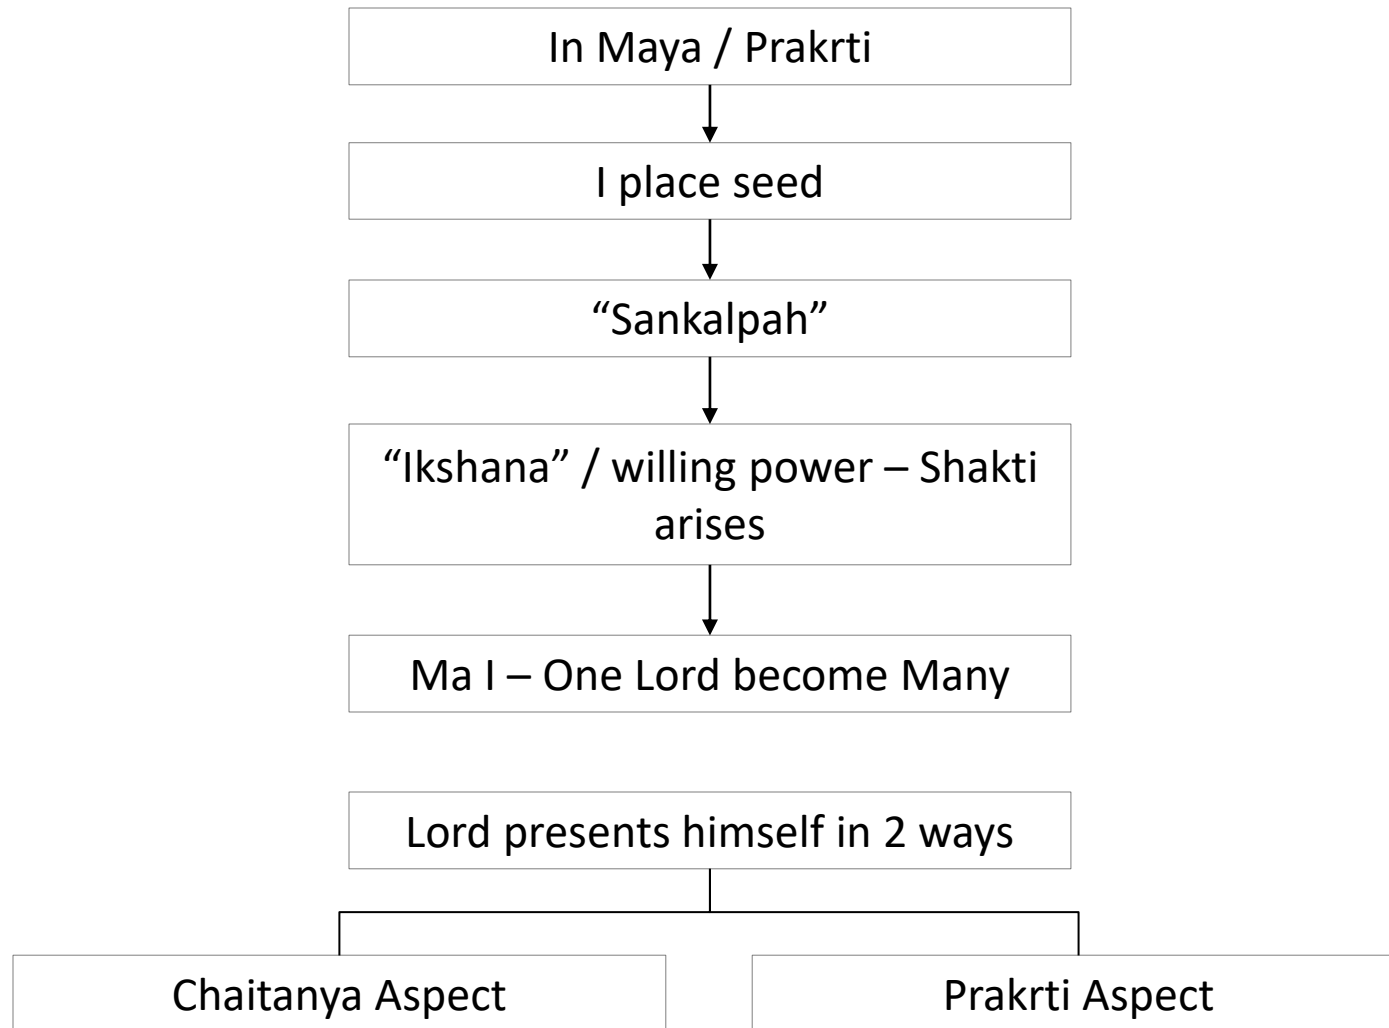 In Maya / Prakrti
I place seed
“Sankalpah”
“Ikshana” / willing power – Shakti
arises
Ma I – One Lord become Many
Lord presents himself in 2 ways
Chaitanya Aspect
Prakrti Aspect